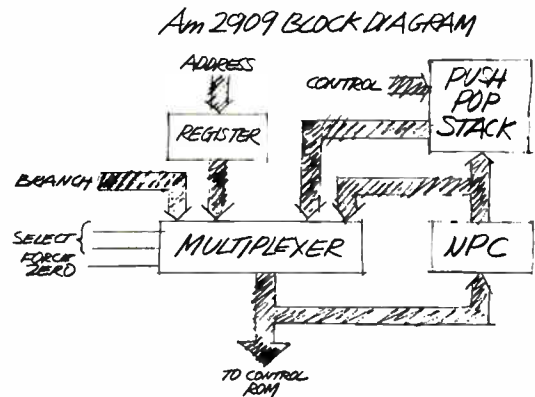 Am 2909 BLOCK DIAGRAM
ADDRESS
CONTROL
PUSH
POP
STACK
REGISTER
BRANCH
SELECT
FORCE
ZERO
MULTIPLEXER
NPC
TO CONTROL
ROM